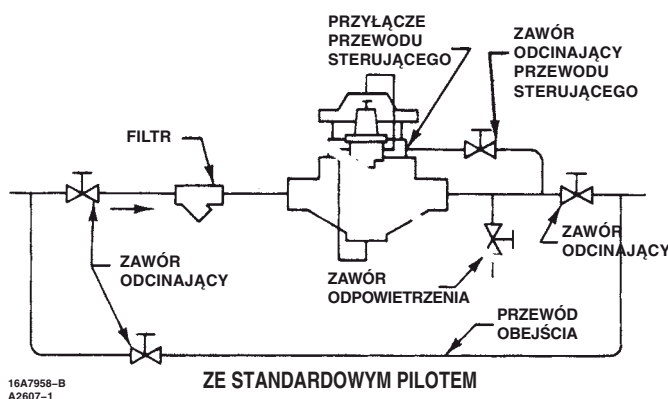 PRZYŁĄCZE
PRZEWODU
STERUJĄCEGO
ZAWÓR
ODCINAJĄCY
PRZEWODU
STERUJĄCEGO
FILTR
ZAWÓR
ODCINAJĄCY
ZAWÓR
ODPOWIETRZENIA
ZAWÓR
ODCINAJĄCY
PRZEWÓD
OBEJŚCIA
16A7958–B
A2607–1
ZE STANDARDOWYM PILOTEM